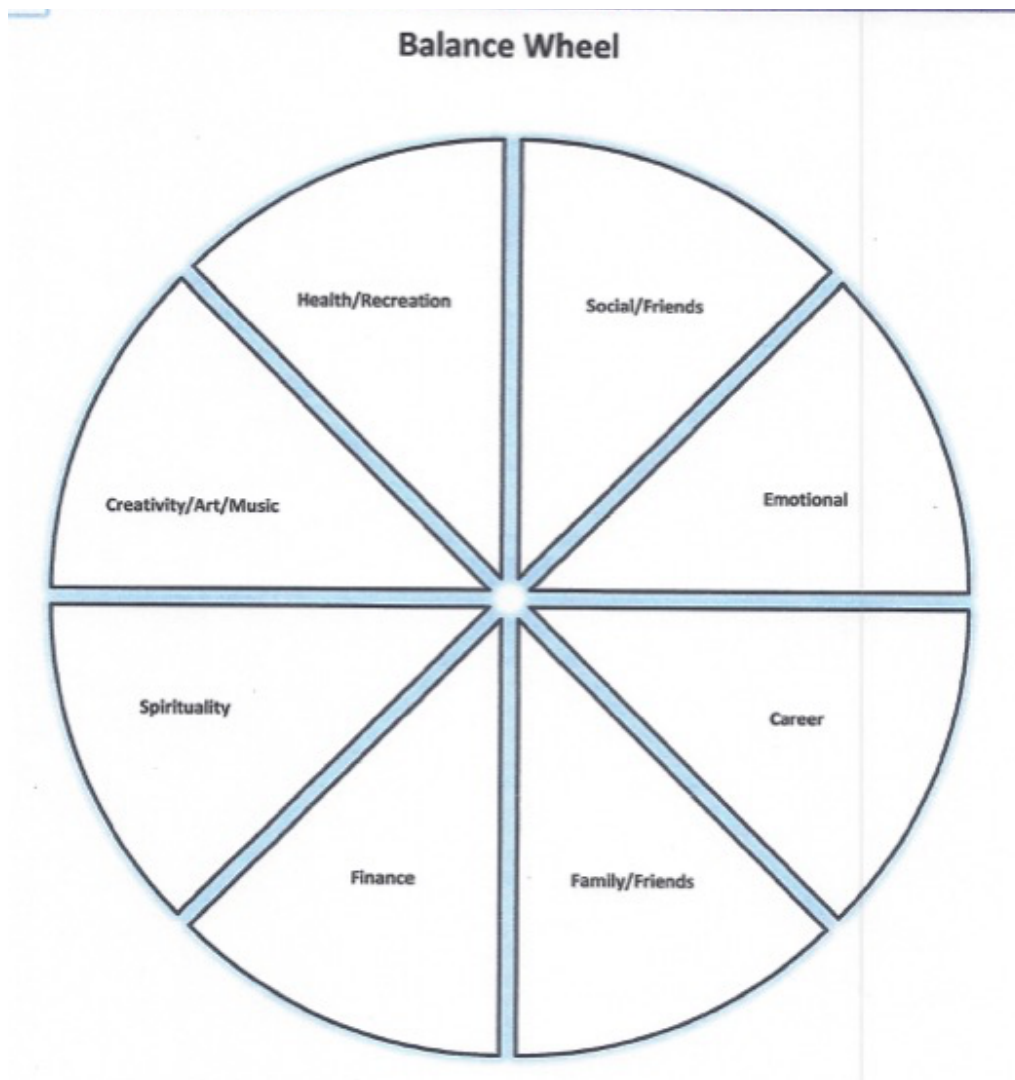 Balance Wheel
Health/Recreation
Social/Friends
Creativity/Art/Music
Emotional
Spirituality
Career
Finance
Family/Friends